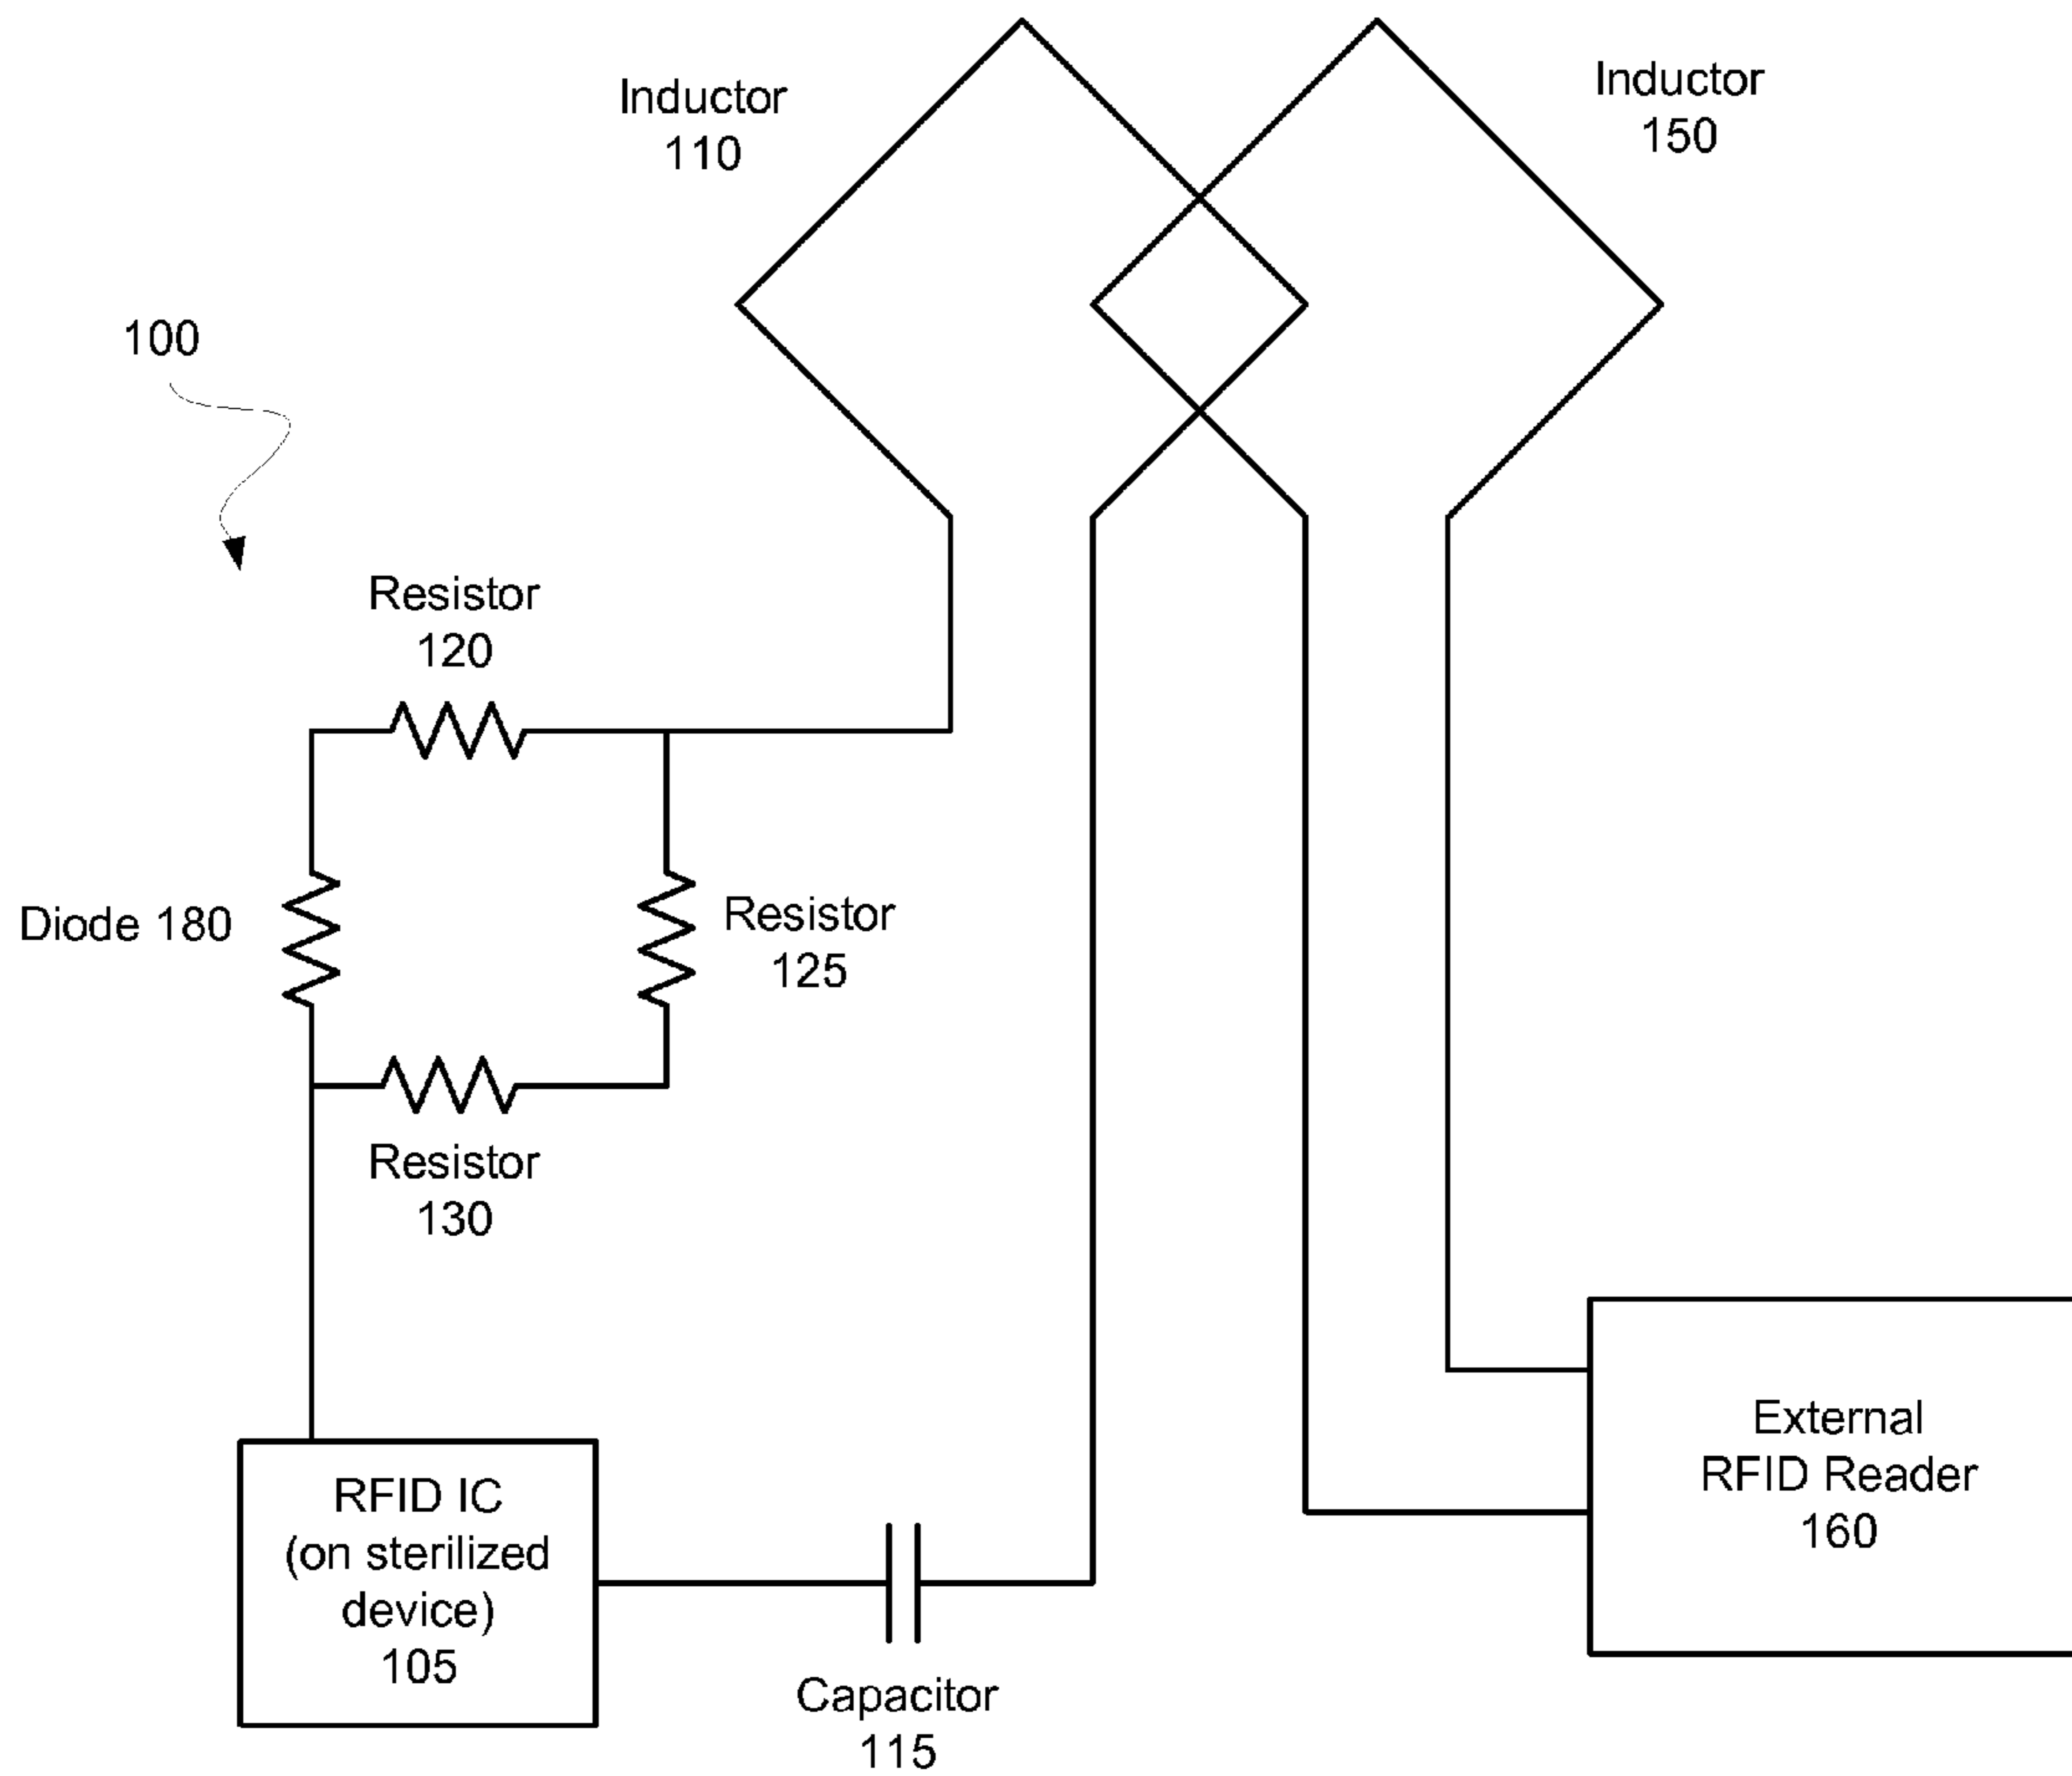 Inductor
110
Inductor
150
100
Resistor
120
Diode 180
Resistor
125
Resistor
130
External
RFID Reader
160
RFID IC
(on sterilized
device)
105
Capacitor
115